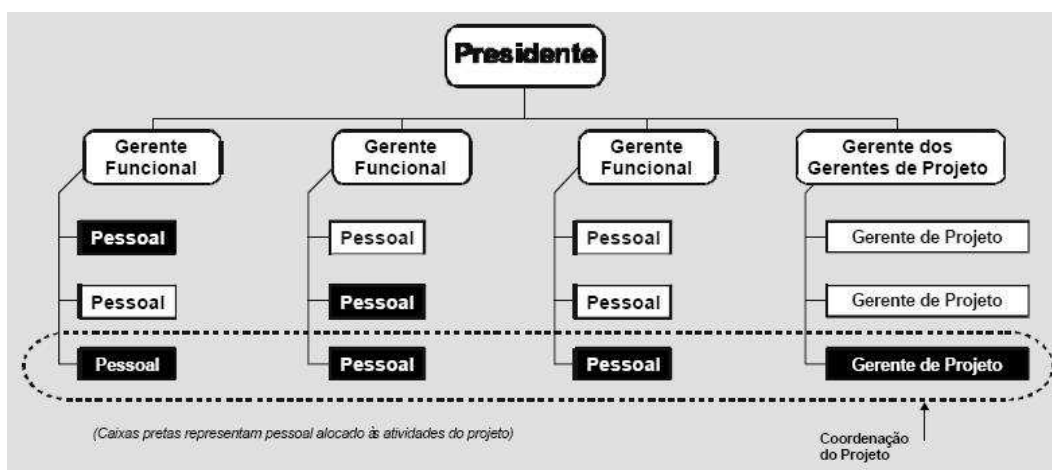 Presidente
Gerente
Funcional
Gerente
Funcional
Gerente
Funcional
Gerente dos
Gerentes de Projeto
Pessoal
Pessoal
Pessoal
Gerente de Projeto
Pessoal
Pessoal
Pessoal
Gerente de Projeto
Pessoal
Pessoal
Pessoal
Gerente de Projeto
(Caixas pretas representam pessoal alocado às atividades do projeto)
Coordenação
do Projeto